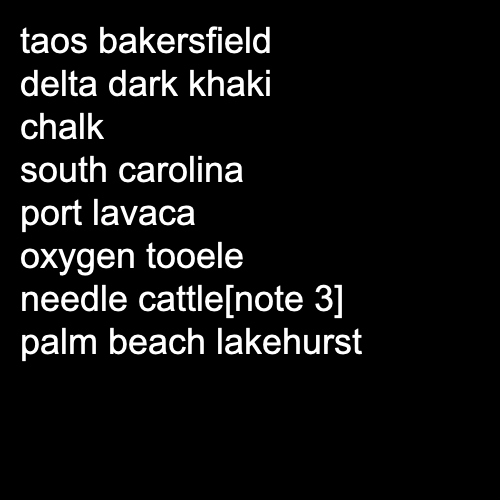 taos bakersfield
delta dark khaki
chalk
south carolina
port lavaca
oxygen tooele
needle cattle[note 3]
palm beach lakehurst